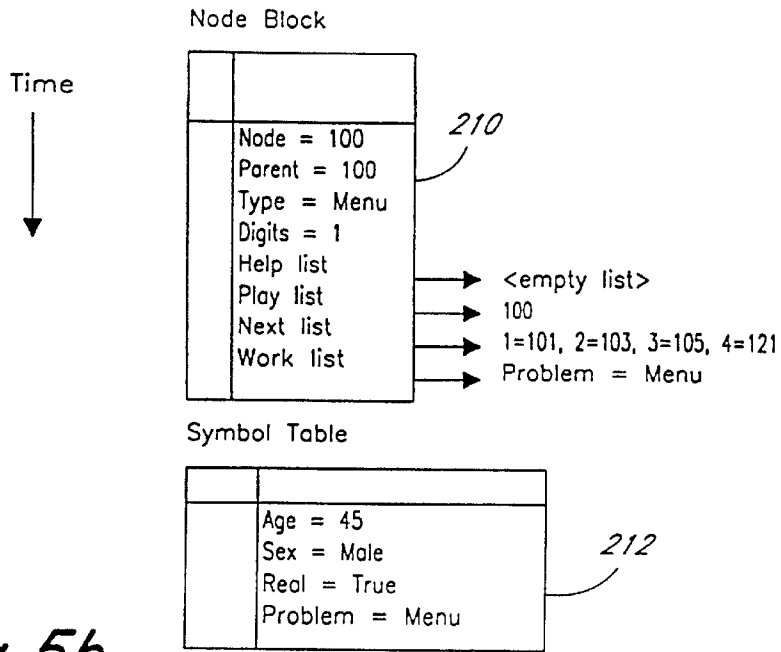 Node Block
Time
210
Node = 100
Parent = 100
Type = Menu
Digits = 1
Help list
<empty list>
Play list
100
Next list
1=101, 2=103, 3=105, 4=121
Work list
Problem = Menu
Symbol Table
Age = 45
Sex = Male
Real = True
Problem = Menu
212
5b